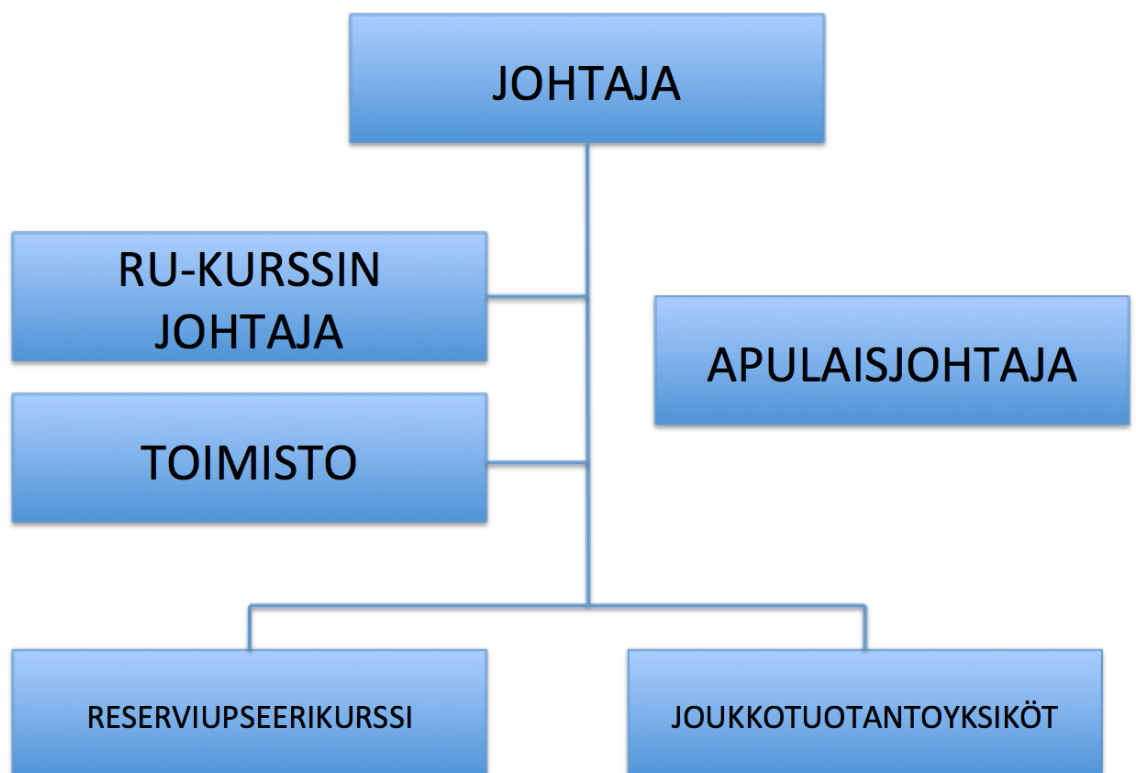 JOHTAJA
RU-KURSSIN
JOHTAJA
APULAISJOHTAJA
TOIMISTO
RESERVIUPSEERIKURSSI
JOUKKOTUOTANTOYKSIKÖT